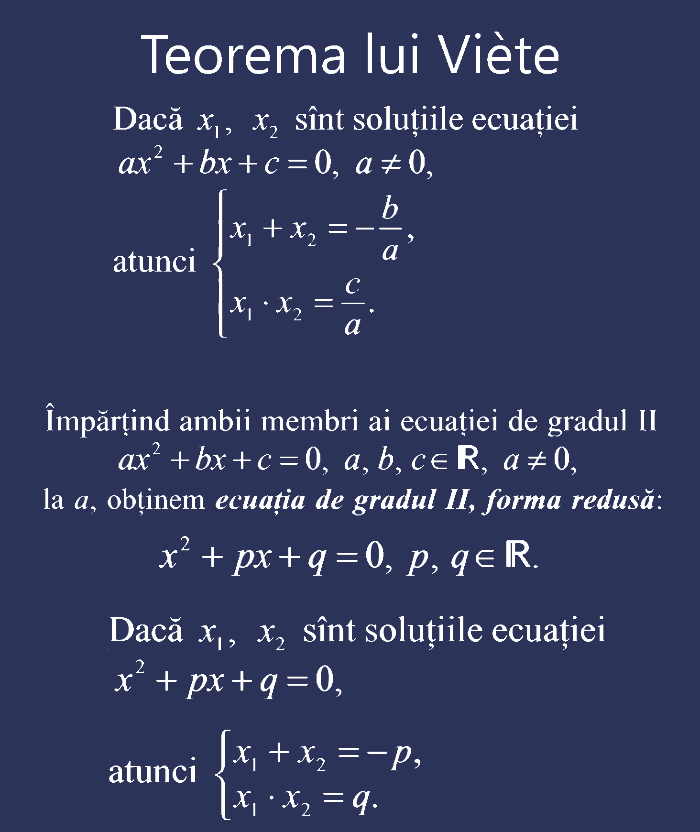 Teorema lui Viète
Dacă x₁, x₂ sînt soluțiile ecuației
ax² + bx + c = 0, a ≠ 0,
atunci { x₁ + x₂ = −b/a,
x₁ · x₂ = c/a.
Împărțind ambii membri ai ecuației de gradul II
ax² + bx + c = 0, a, b, c ∈ ℝ, a ≠ 0,
la a, obținem ecuația de gradul II, forma redusă:
x² + px + q = 0, p, q ∈ ℝ.
Dacă x₁, x₂ sînt soluțiile ecuației
x² + px + q = 0,
atunci { x₁ + x₂ = −p,
x₁ · x₂ = q.